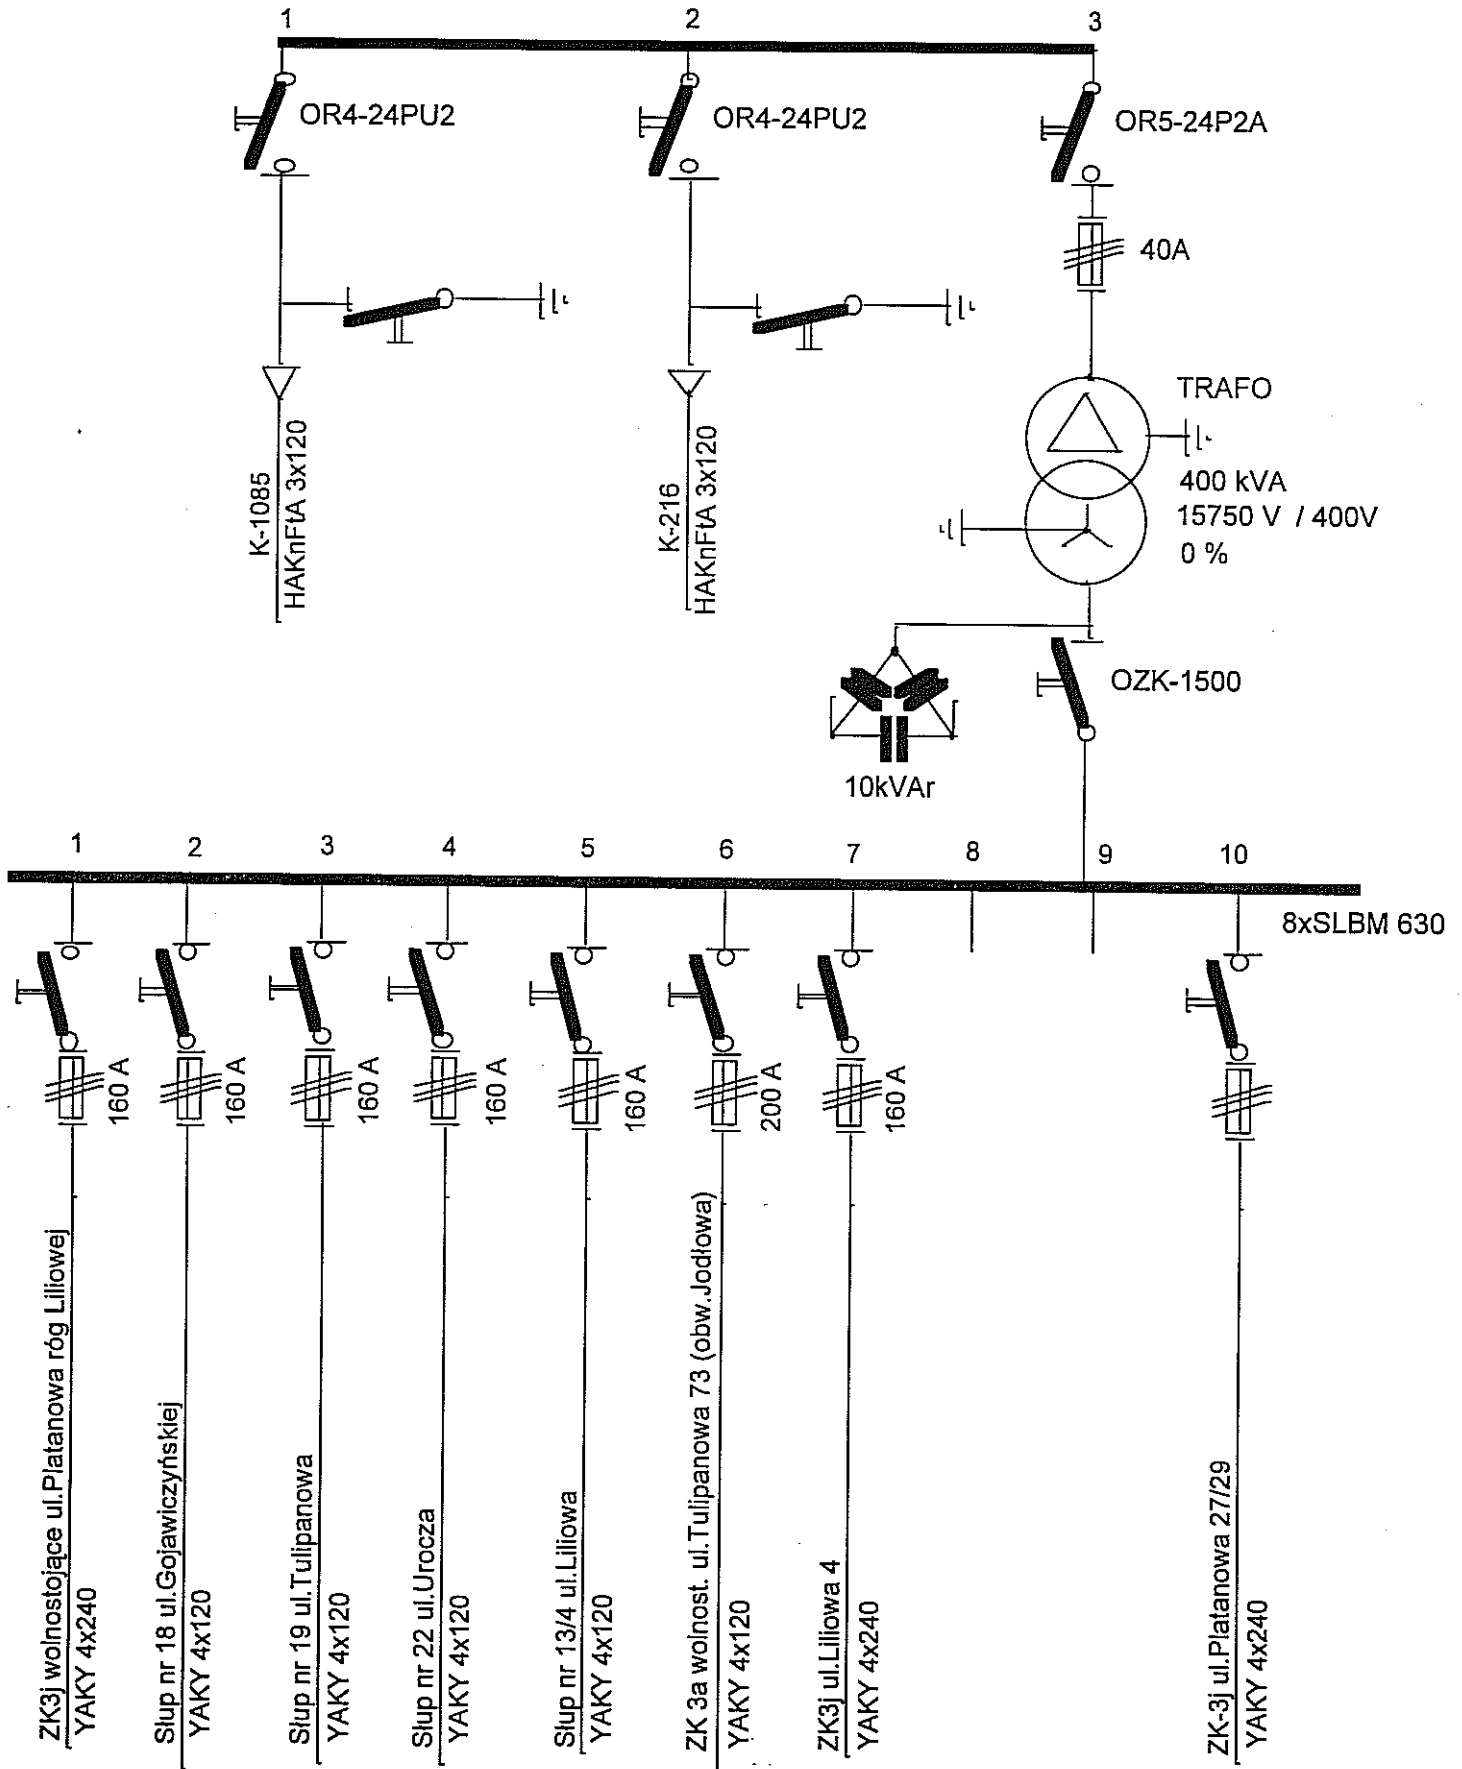 1
2
3
OR4-24PU2
OR4-24PU2
OR5-24P2A
40A
TRAFO
400 kVA
15750 V / 400V
0 %
K-1085
HAKnFtA 3x120
K-216
HAKnFtA 3x120
OZK-1500
10kVAr
1
2
3
4
5
6
7
8
9
10
8xSLBM 630
160 A
160 A
160 A
160 A
160 A
200 A
160 A
ZK3j wolnostojące ul.Platanowa róg Liliowej
YAKY 4x240
Słup nr 18 ul.Gojawiczyńskiej
YAKY 4x120
Słup nr 19 ul.Tulipanowa
YAKY 4x120
Słup nr 22 ul.Urocza
YAKY 4x120
Słup nr 13/4 ul.Liliowa
YAKY 4x120
ZK 3a wolnost. ul.Tulipanowa 73 (obw.Jodłowa)
YAKY 4x120
ZK3j ul.Liliowa 4
YAKY 4x240
ZK-3j ul.Platanowa 27/29
YAKY 4x240